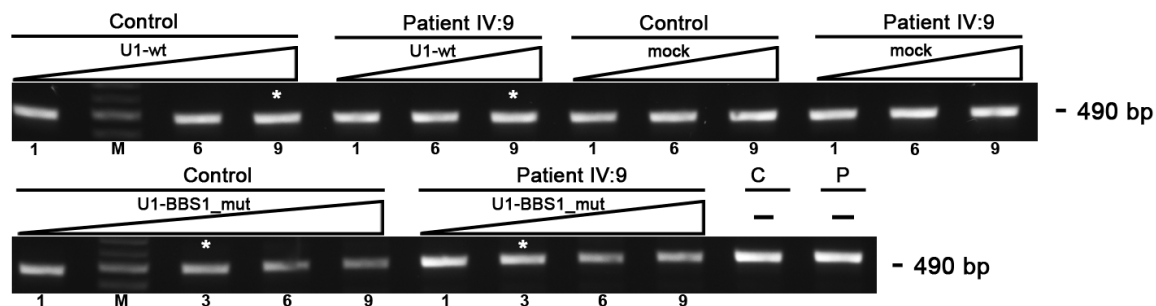 Control Patient IV:9 Control Patient IV:9
U1-wt U1-wt mock mock
* *
- 490 bp
1 M 6 9 1 6 9 1 6 9 1 6 9
Control Patient IV:9 C P
U1-BBS1_mut U1-BBS1_mut - -
* *
- 490 bp
1 M 3 6 9 1 3 6 9